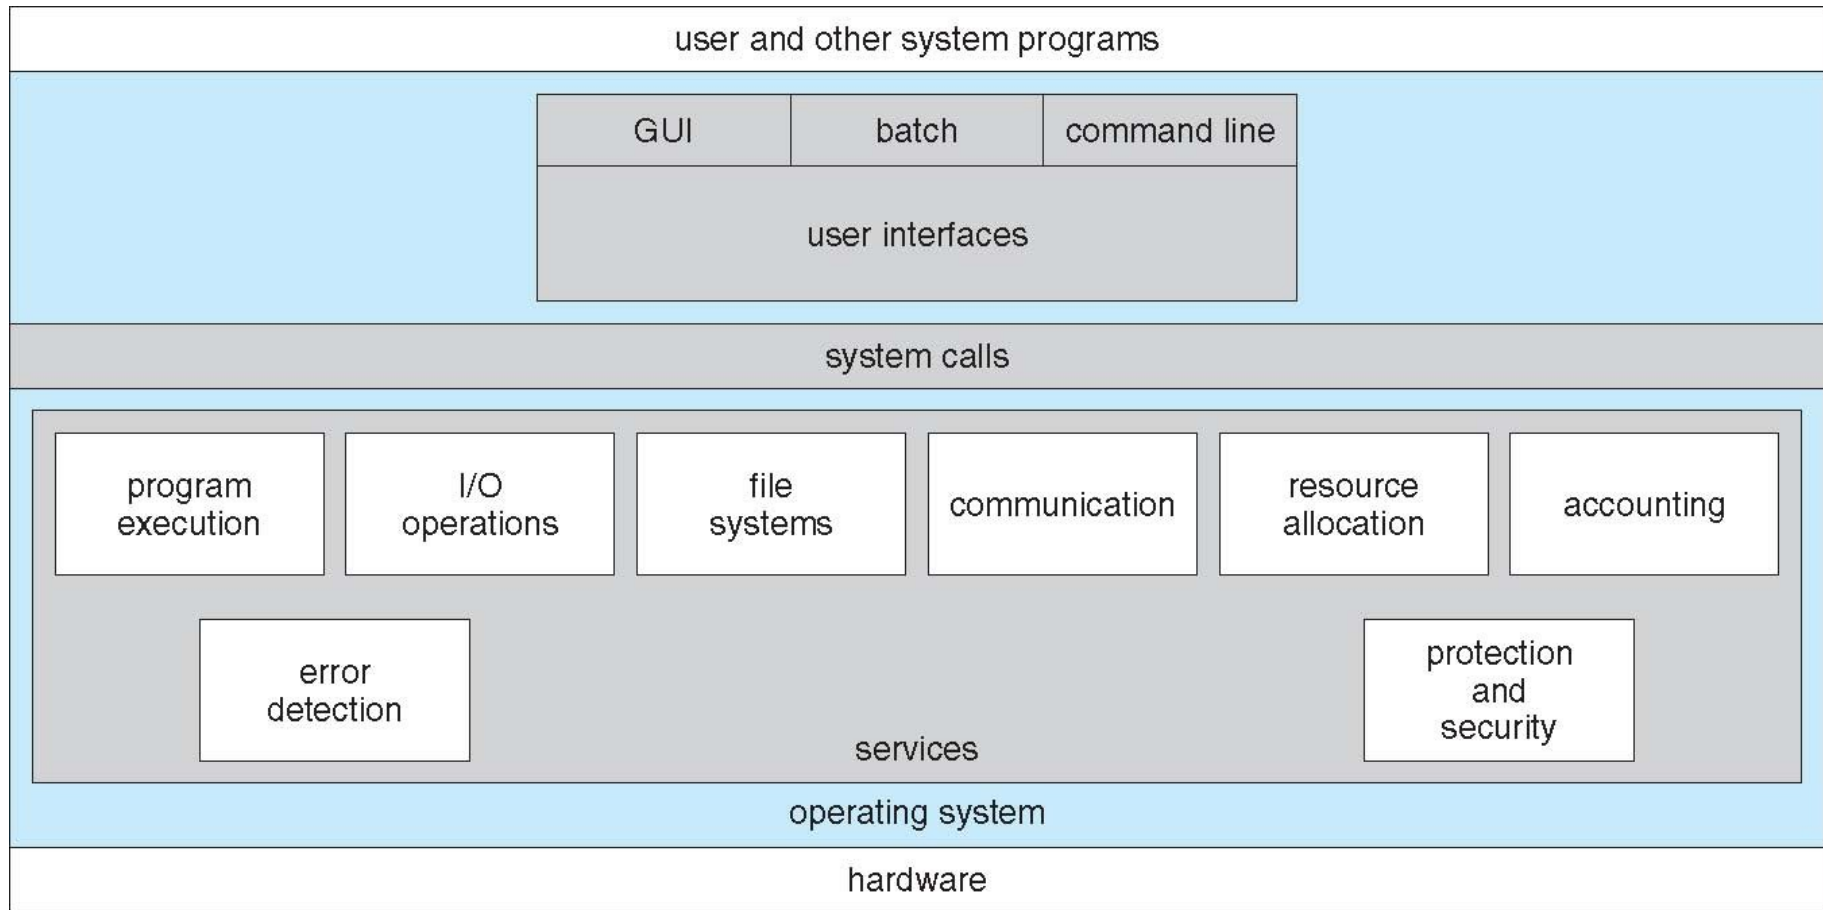 user and other system programs
GUI
batch
command line
user interfaces
system calls
program
execution
I/O
operations
file
systems
communication
resource
allocation
accounting
error
detection
protection
and
security
services
operating system
hardware